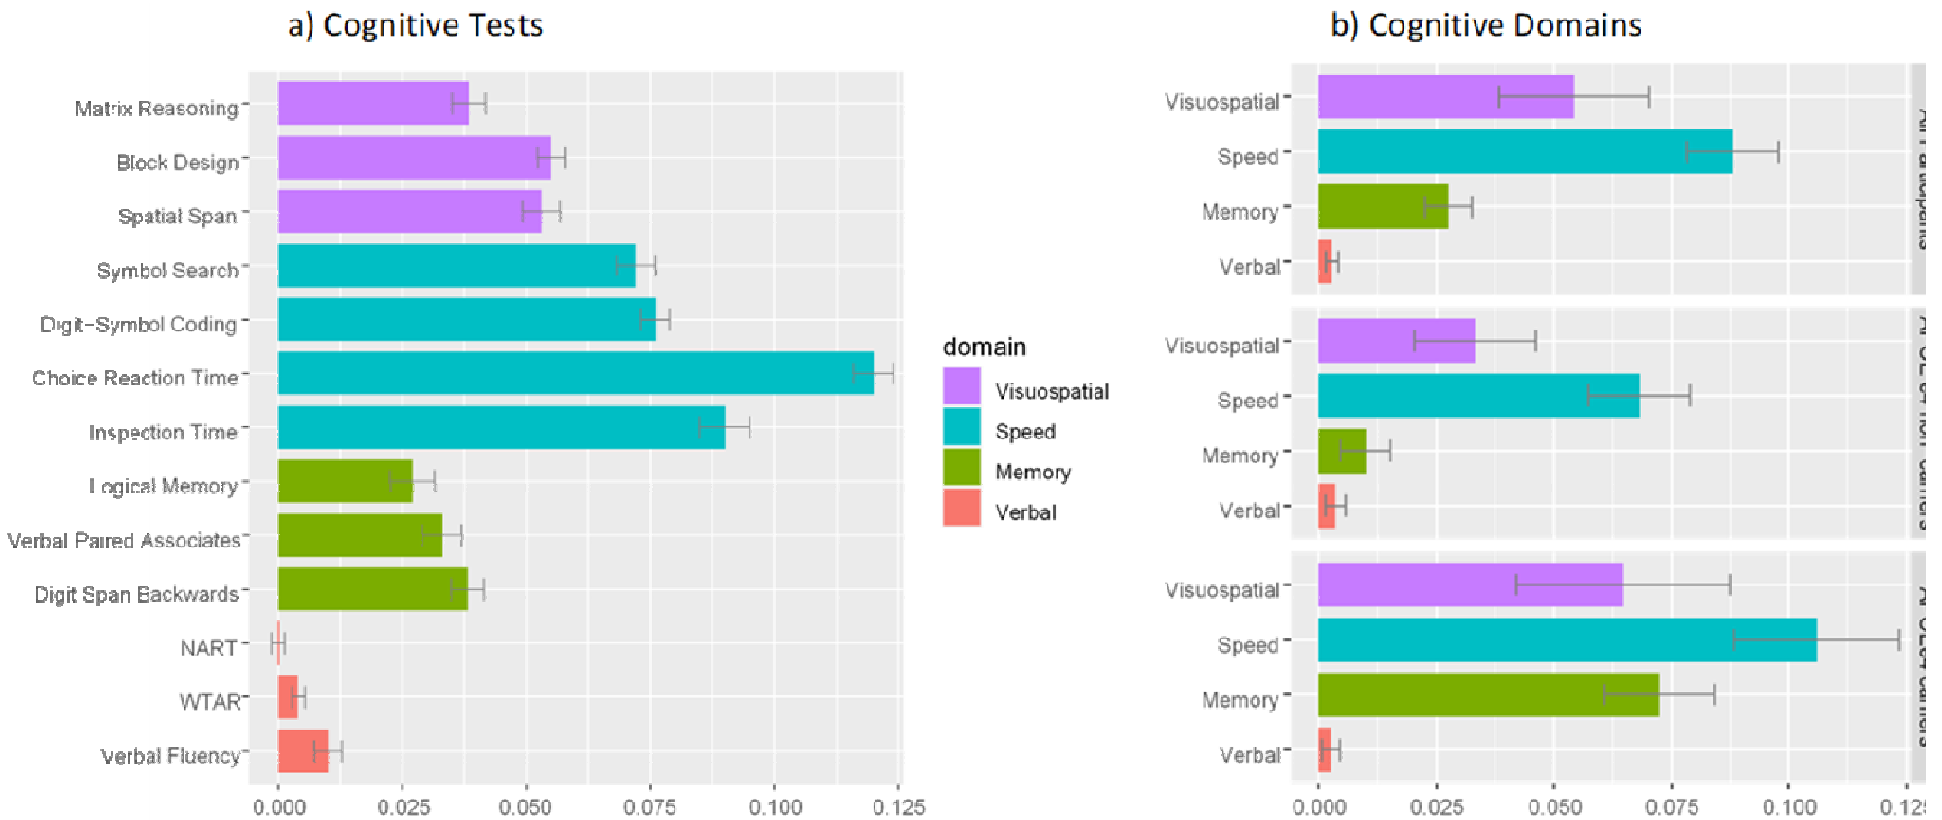 a) Cognitive Tests
Matrix Reasoning
Block Design
Spatial Span
Symbol Search
Digit-Symbol Coding
Choice Reaction Time
Inspection Time
Logical Memory
Verbal Paired Associates
Digit Span Backwards
NART
WTAR
Verbal Fluency
0.000 0.025 0.050 0.075 0.100 0.125
domain
Visuospatial
Speed
Memory
Verbal
b) Cognitive Domains
Visuospatial
Speed
Memory
Verbal
Visuospatial
Speed
Memory
Verbal
Visuospatial
Speed
Memory
Verbal
0.000 0.025 0.050 0.075 0.100